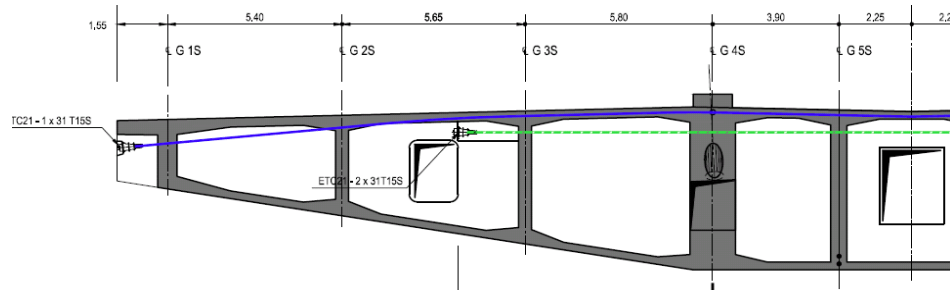 1,55
5,40
5,65
5,80
3,90
2,25
2,2
℄ G 1S
℄ G 2S
℄ G 3S
℄ G 4S
℄ G 5S
TC21 - 1 x 31 T15S
ETC21 - 2 x 31T15S